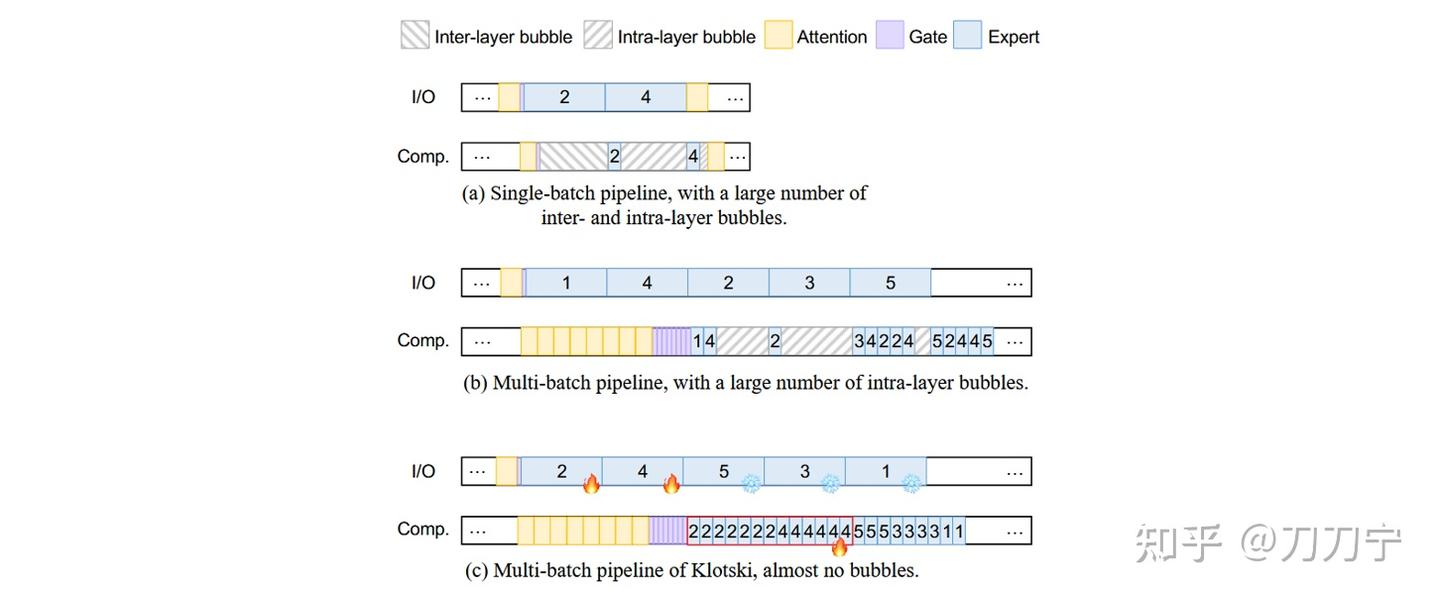 Inter-layer bubble Intra-layer bubble Attention Gate Expert
I/O ... 2 4 ...
Comp. ... 2 4 ...
(a) Single-batch pipeline, with a large number of
inter- and intra-layer bubbles.
I/O ... 1 4 2 3 5 ...
Comp. ... 1 4 2 3 4 2 2 4 5 2 4 4 5 ...
(b) Multi-batch pipeline, with a large number of intra-layer bubbles.
I/O ... 2 4 5 3 1 ...
Comp. ... 2 2 2 2 2 2 2 4 4 4 4 4 4 5 5 5 3 3 3 3 1 1 ...
(c) Multi-batch pipeline of Klotski, almost no bubbles.
知乎 @刀刀宁